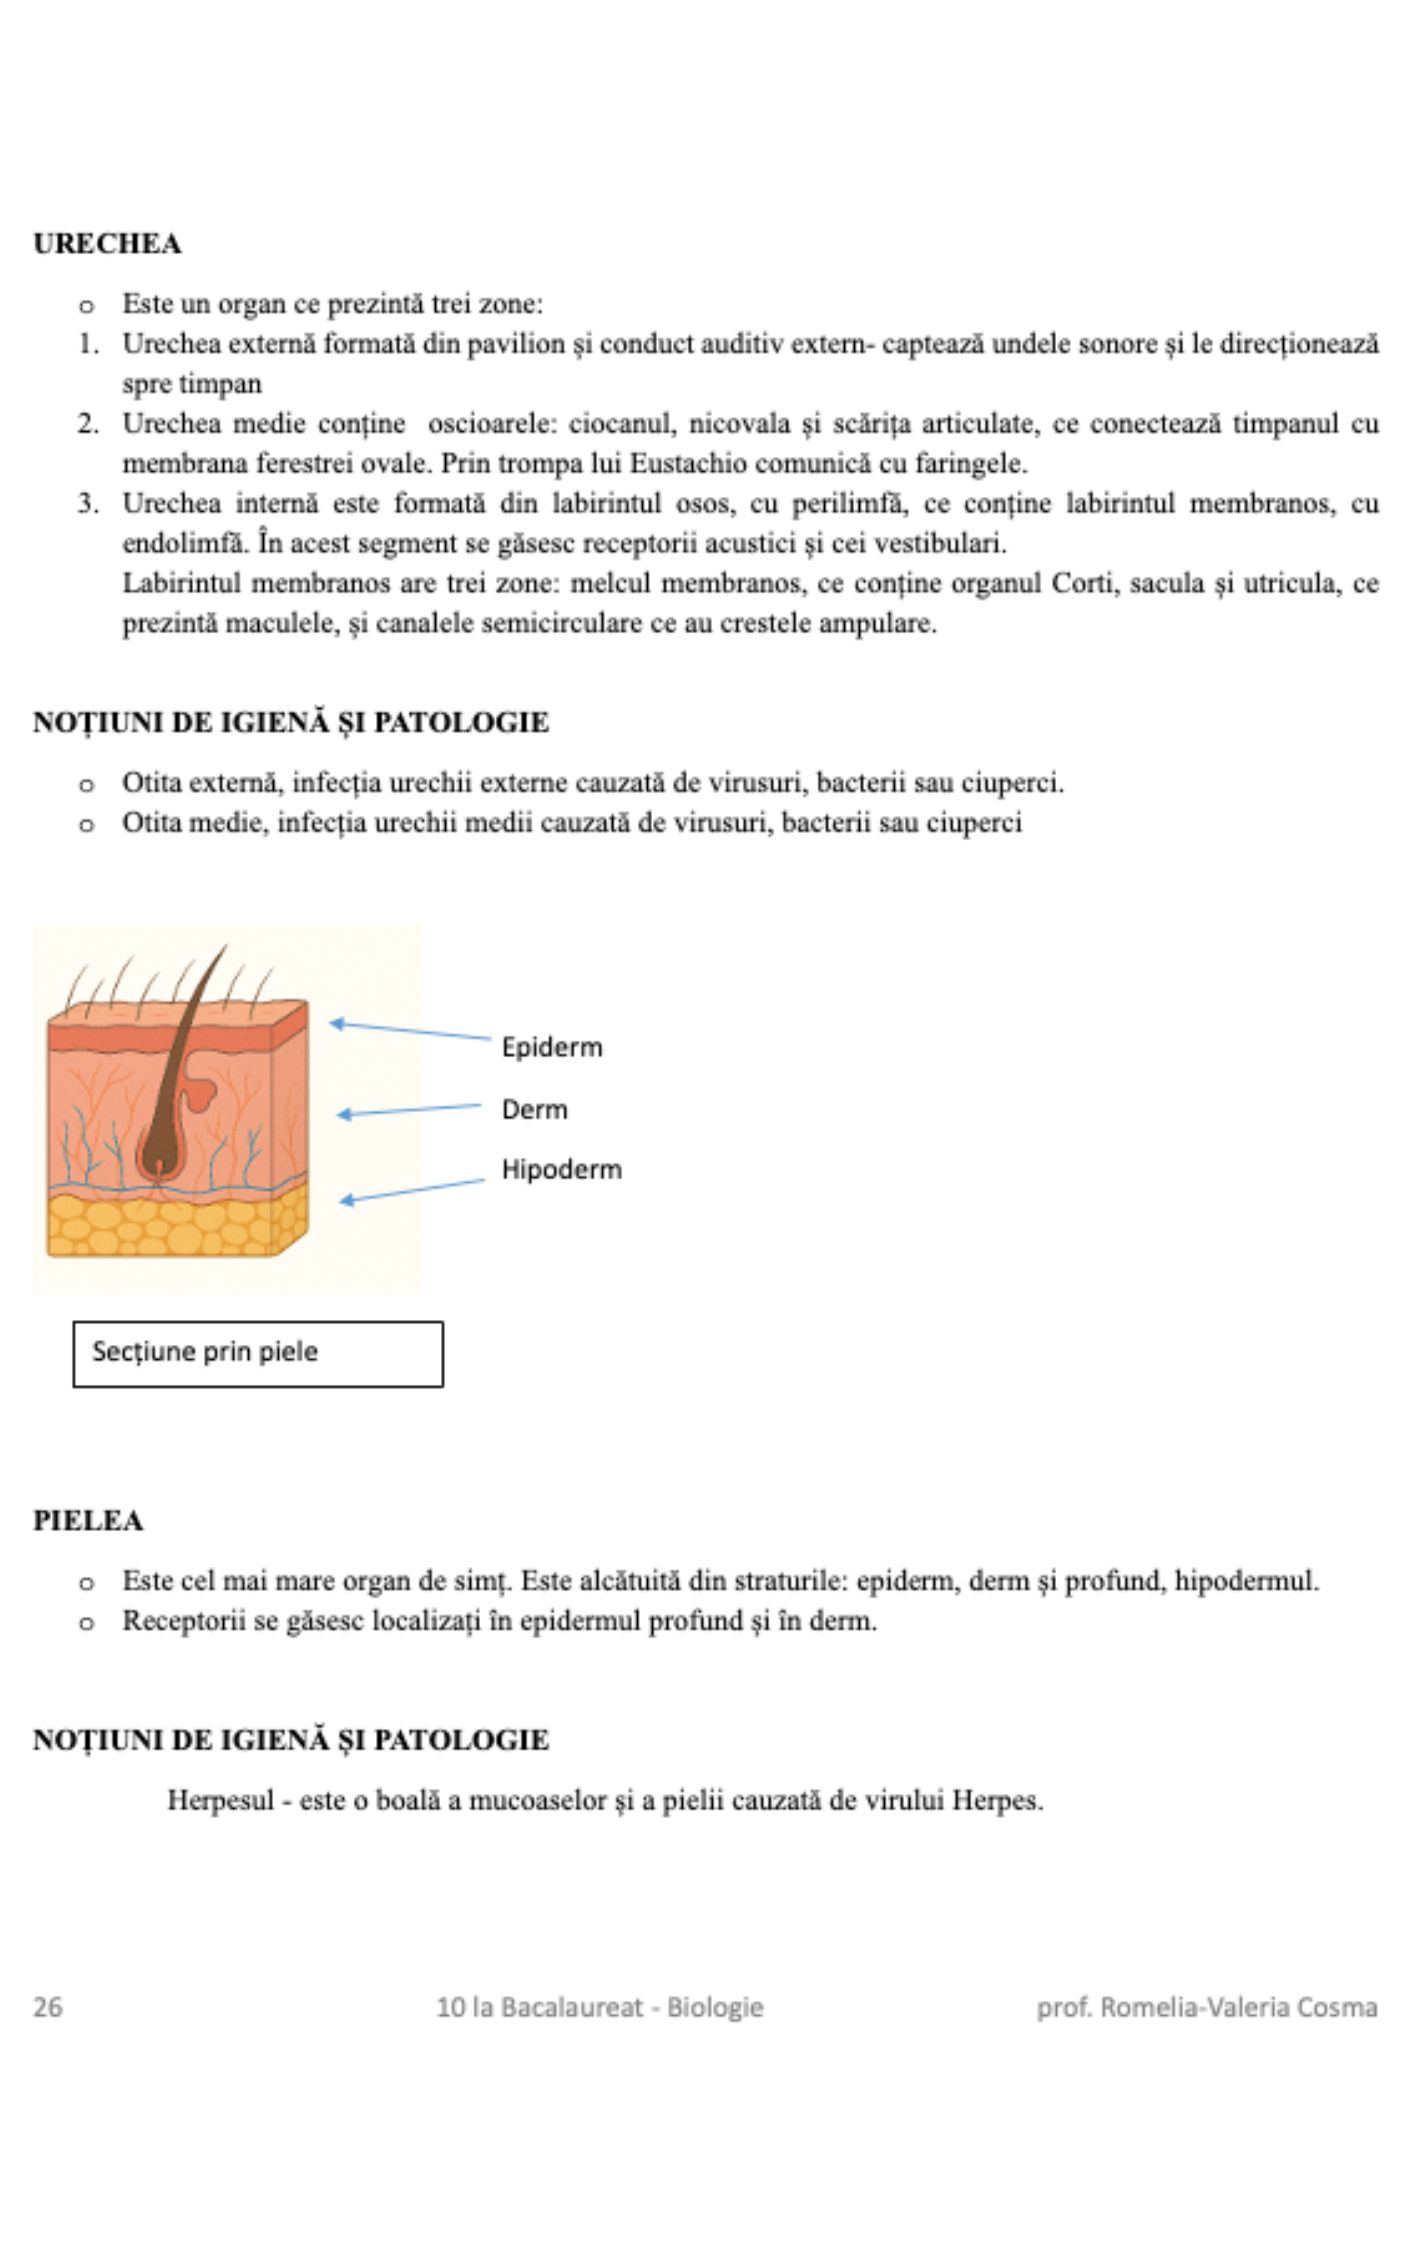 URECHEA
o Este un organ ce prezintă trei zone:
1. Urechea externă formată din pavilion și conduct auditiv extern- captează undele sonore și le direcționează
spre timpan
2. Urechea medie conține oscioarele: ciocanul, nicovala și scărița articulate, ce conectează timpanul cu
membrana ferestrei ovale. Prin trompa lui Eustachio comunică cu faringele.
3. Urechea internă este formată din labirintul osos, cu perilimfă, ce conține labirintul membranos, cu
endolimfă. În acest segment se găsesc receptorii acustici și cei vestibulari.
Labirintul membranos are trei zone: melcul membranos, ce conține organul Corti, sacula și utricula, ce
prezintă maculele, și canalele semicirculare ce au crestele ampulare.
NOȚIUNI DE IGIENĂ ȘI PATOLOGIE
o Otita externă, infecția urechii externe cauzată de virusuri, bacterii sau ciuperci.
o Otita medie, infecția urechii medii cauzată de virusuri, bacterii sau ciuperci
Epiderm
Derm
Hipoderm
Secțiune prin piele
PIELEA
o Este cel mai mare organ de simț. Este alcătuită din straturile: epiderm, derm și profund, hipodermul.
o Receptorii se găsesc localizați în epidermul profund și în derm.
NOȚIUNI DE IGIENĂ ȘI PATOLOGIE
Herpesul - este o boală a mucoaselor și a pielii cauzată de virului Herpes.
26 10 la Bacalaureat - Biologie prof. Romelia-Valeria Cosma